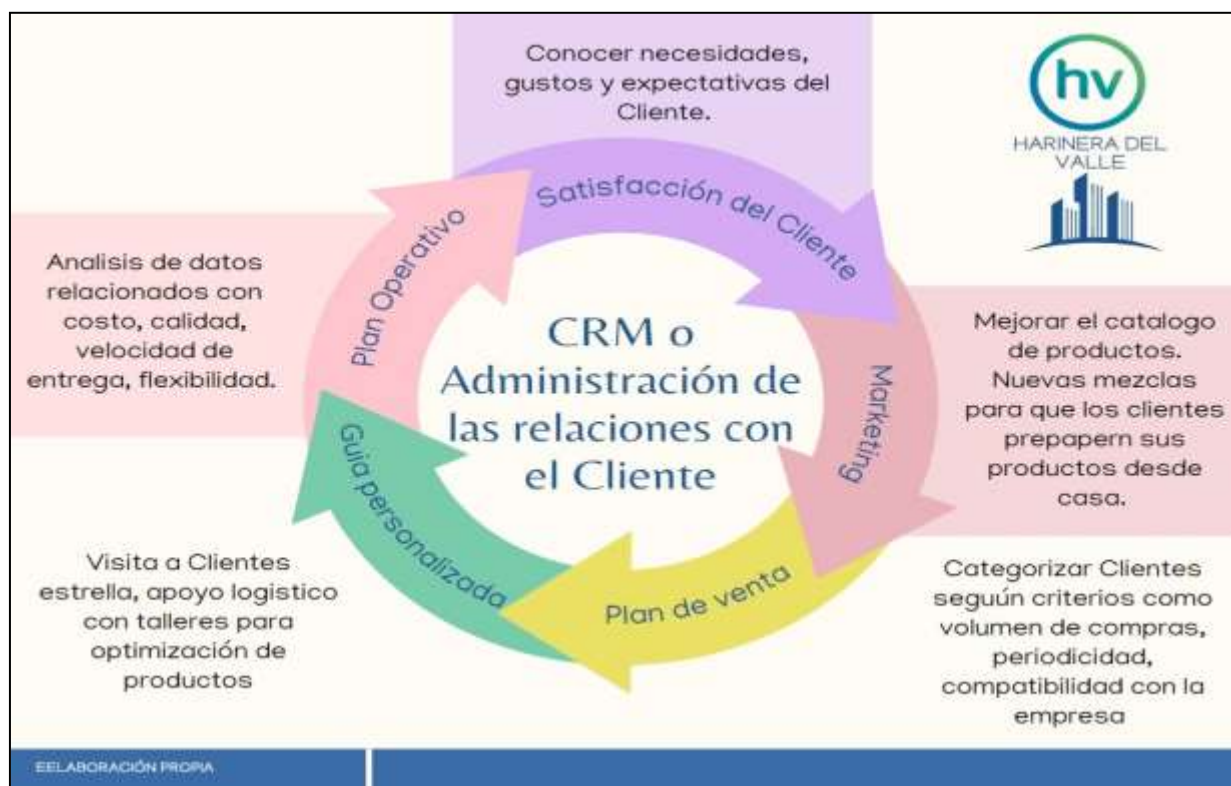 Conocer necesidades,
gustos y expectativas del
Cliente.
hv
HARINERA DEL
VALLE
Satisfacción del Cliente
Plan Operativo
Analisis de datos
relacionados con
costo, calidad,
velocidad de
entrega, flexibilidad.
CRM o
Administración de
las relaciones con
el Cliente
Marketing
Mejorar el catalogo
de productos.
Nuevas mezclas
para que los clientes
prepapern sus
productos desde
casa.
Guia personalizada
Plan de venta
Visita a Clientes
estrella, apoyo logistico
con talleres para
optimización de
productos
Categorizar Clientes
seguún criterios como
volumen de compras,
periodicidad,
compatibilidad con la
empresa
EELABORACIÓN PROPIA